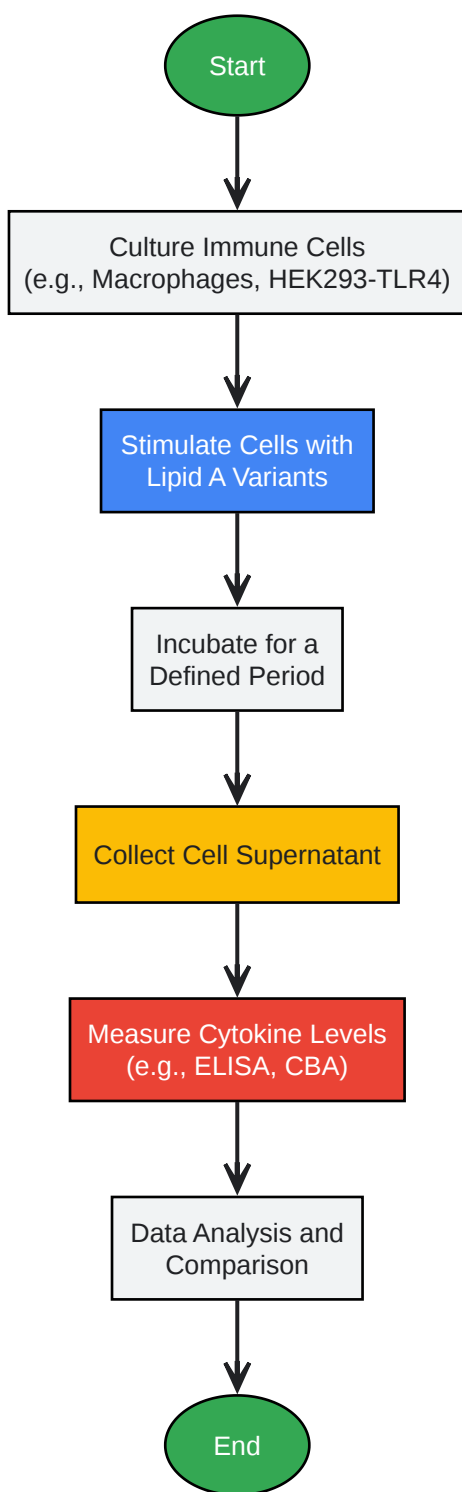 Start
Culture Immune Cells
(e.g., Macrophages, HEK293-TLR4)
Stimulate Cells with
Lipid A Variants
Incubate for a
Defined Period
Collect Cell Supernatant
Measure Cytokine Levels
(e.g., ELISA, CBA)
Data Analysis and
Comparison
End